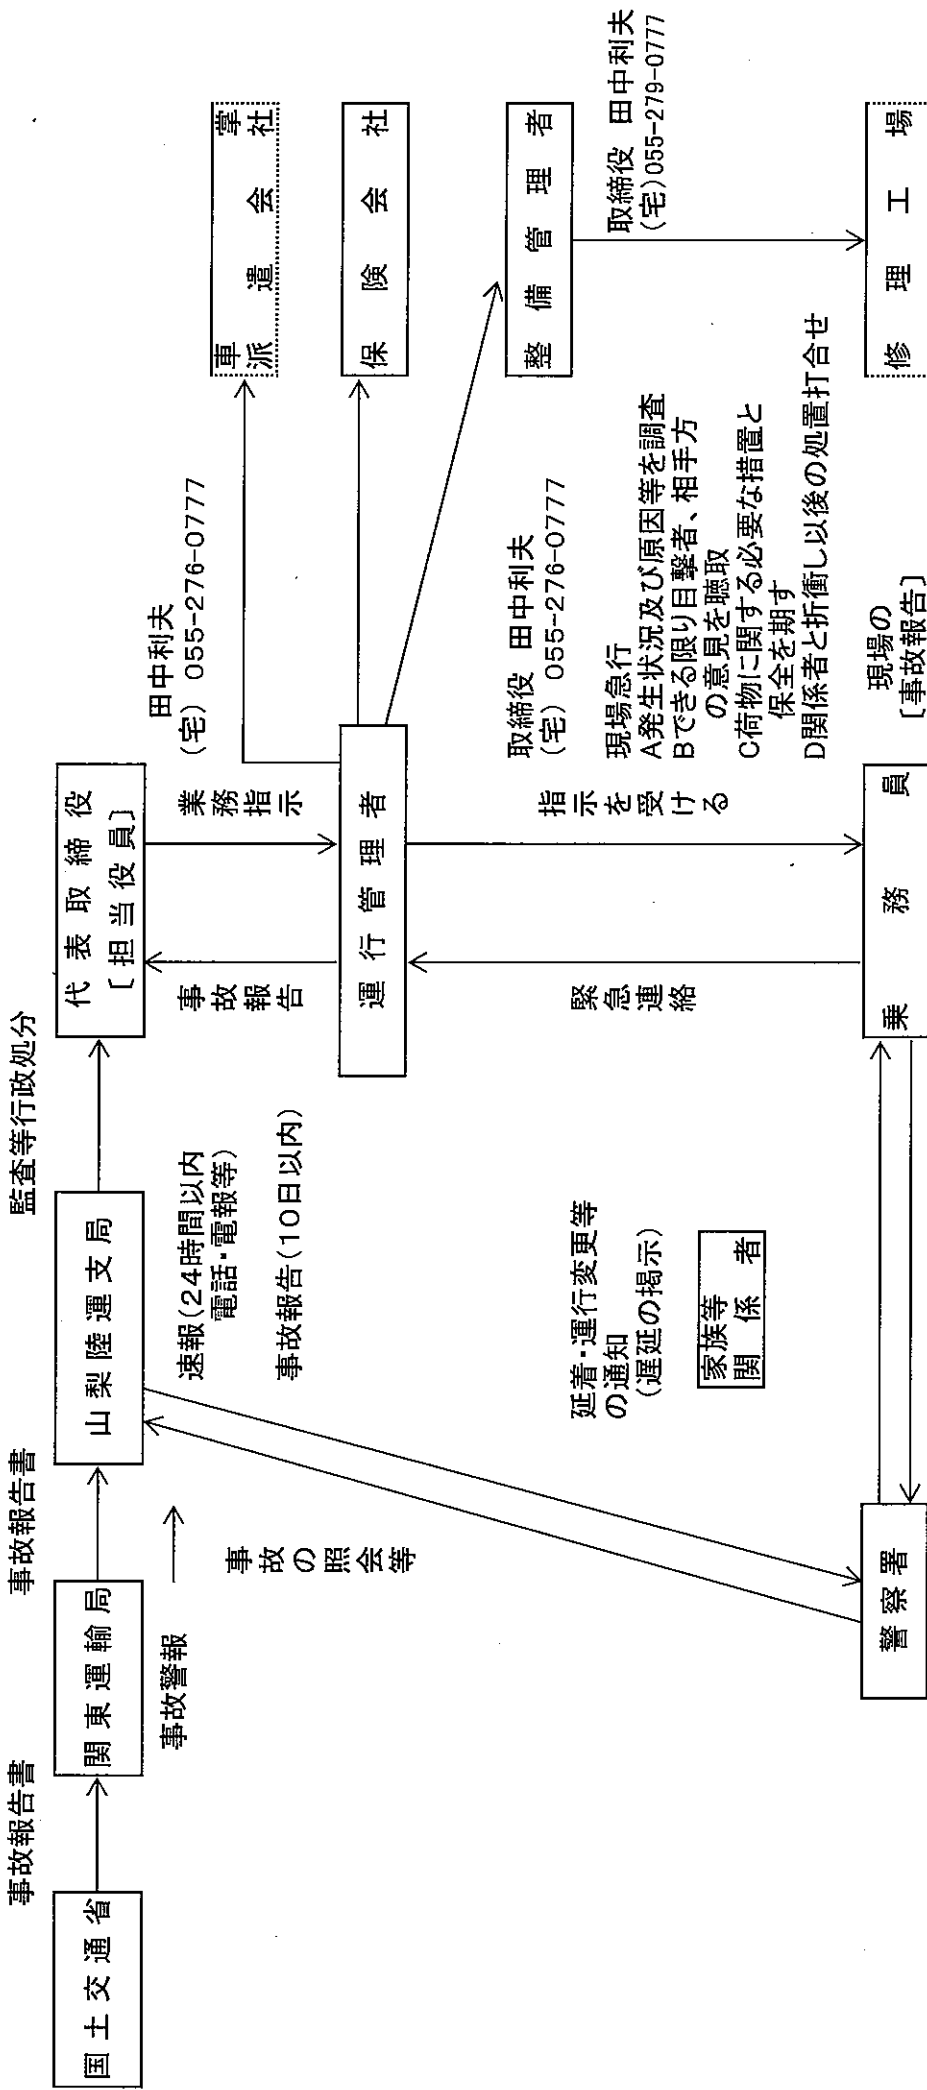 事故報告書
事故報告書
監査等行政処分
国土交通省
関東運輸局
山梨陸運支局
代表取締役
［担当役員］
事故警報
速報(24時間以内
電話・電報等)
事故報告(10日以内)
事故の照会等
事故
報告
業務
指示
田中利夫
(宅) 055-276-0777
車掌
派遣会社
運行管理者
保険会社
取締役 田中利夫
(宅) 055-276-0777
整備管理者
取締役 田中利夫
(宅)055-279-0777
延着・運行変更等
の通知
(遅延の掲示)
家族等
関係者
緊急
連絡
指示
を受
ける
現場急行
A発生状況及び原因等を調査
Bできる限り目撃者、相手方
の意見を聴取
C荷物に関する必要な措置と
保全を期す
D関係者と折衝し以後の処置打合せ
警察署
乗務員
現場の
［事故報告］
修理工場